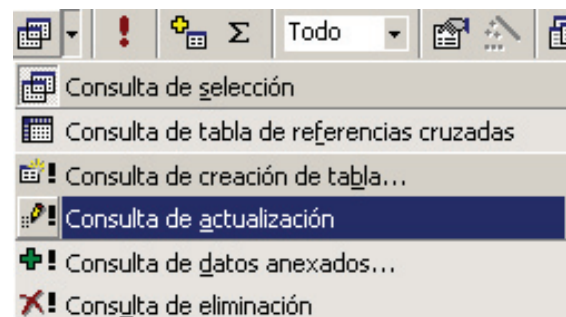 Todo
Consulta de selección
Consulta de tabla de referencias cruzadas
Consulta de creación de tabla...
Consulta de actualización
Consulta de datos anexados...
Consulta de eliminación